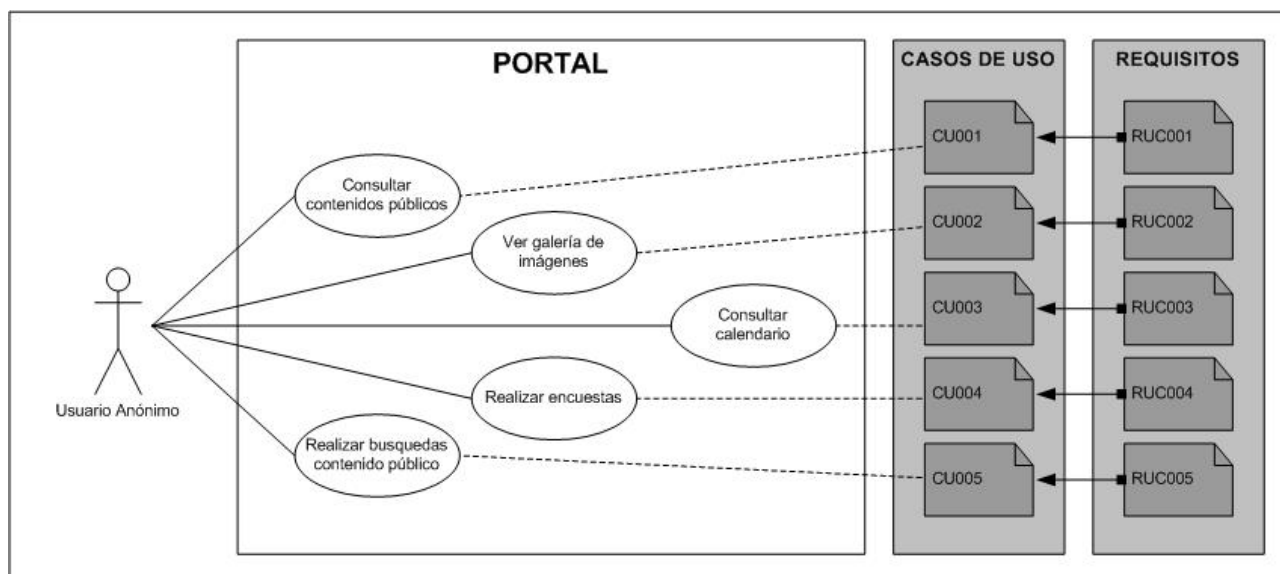 PORTAL
CASOS DE USO
REQUISITOS
CU001
RUC001
Consultar
contenidos públicos
CU002
RUC002
Ver galería de
imágenes
CU003
RUC003
Consultar
calendario
CU004
RUC004
Realizar encuestas
Usuario Anónimo
Realizar busquedas
contenido público
CU005
RUC005